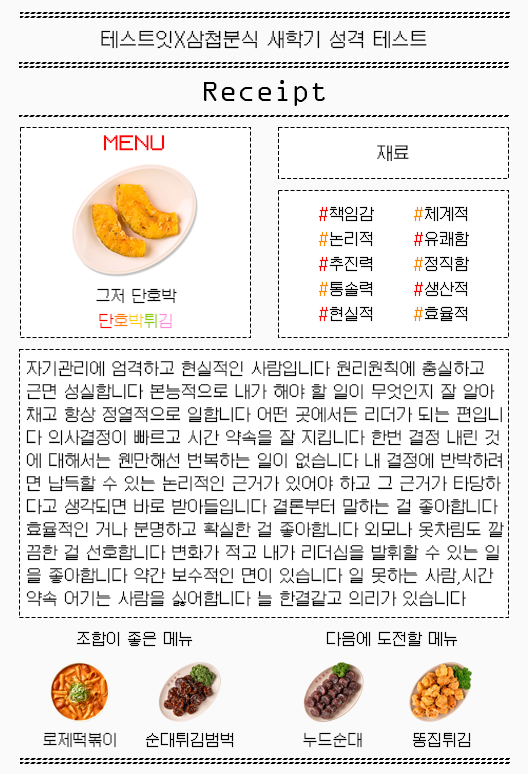 테스트잇X삼첩분식 새학기 성격 테스트
Receipt
MENU
그저 단호박
단호박튀김
재료
#책임감 #체계적
#논리적 #유쾌함
#추진력 #정직함
#통솔력 #생산적
#현실적 #효율적
자기관리에 엄격하고 현실적인 사람입니다 원리원칙에 충실하고
근면 성실합니다 본능적으로 내가 해야 할 일이 무엇인지 잘 알아
채고 항상 정열적으로 일합니다 어떤 곳에서든 리더가 되는 편입니
다 의사결정이 빠르고 시간 약속을 잘 지킵니다 한번 결정 내린 것
에 대해서는 웬만해선 번복하는 일이 없습니다 내 결정에 반박하려
면 납득할 수 있는 논리적인 근거가 있어야 하고 그 근거가 타당하
다고 생각되면 바로 받아들입니다 결론부터 말하는 걸 좋아합니다
효율적인 거나 분명하고 확실한 걸 좋아합니다 외모나 옷차림도 깔
끔한 걸 선호합니다 변화가 적고 내가 리더십을 발휘할 수 있는 일
을 좋아합니다 약간 보수적인 면이 있습니다 일 못하는 사람,시간
약속 어기는 사람을 싫어합니다 늘 한결같고 의리가 있습니다
조합이 좋은 메뉴 다음에 도전할 메뉴
로제떡볶이 순대튀김범벅 누드순대 똥집튀김